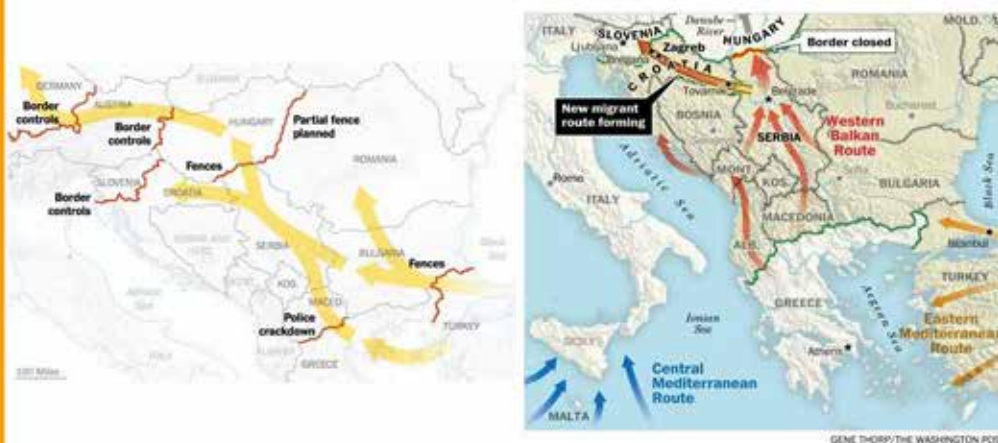 GERMANY
Border
controls
AUSTRIA
Border
controls
HUNGARY
Partial fence
planned
ROMANIA
Fences
SLOVENIA
CROATIA
Border
controls
SERBIA
BULGARIA
Fences
KOS.
MACED.
Police
crackdown
TURKEY
GREECE
ITALY
100 Miles
ITALY
SLOVENIA
Danube
River
HUNGARY
Border closed
MOLD.
Ljubljana
Zagreb
Bregana
CROATIA
ROMANIA
Tovarnik
Belgrade
Bucharest
New migrant
route forming
BOSNIA
SERBIA
Western
Balkan
Route
Adriatic Sea
MONT.
KOS.
Sofia
BULGARIA
Black Sea
Rome
ITALY
MACEDONIA
ALB.
Istanbul
TURKEY
GREECE
Aegean Sea
Ionian
Sea
Eastern
Mediterranean
Route
SICILY
Athens
Central
Mediterranean
Route
MALTA
GENE THORP/THE WASHINGTON POS